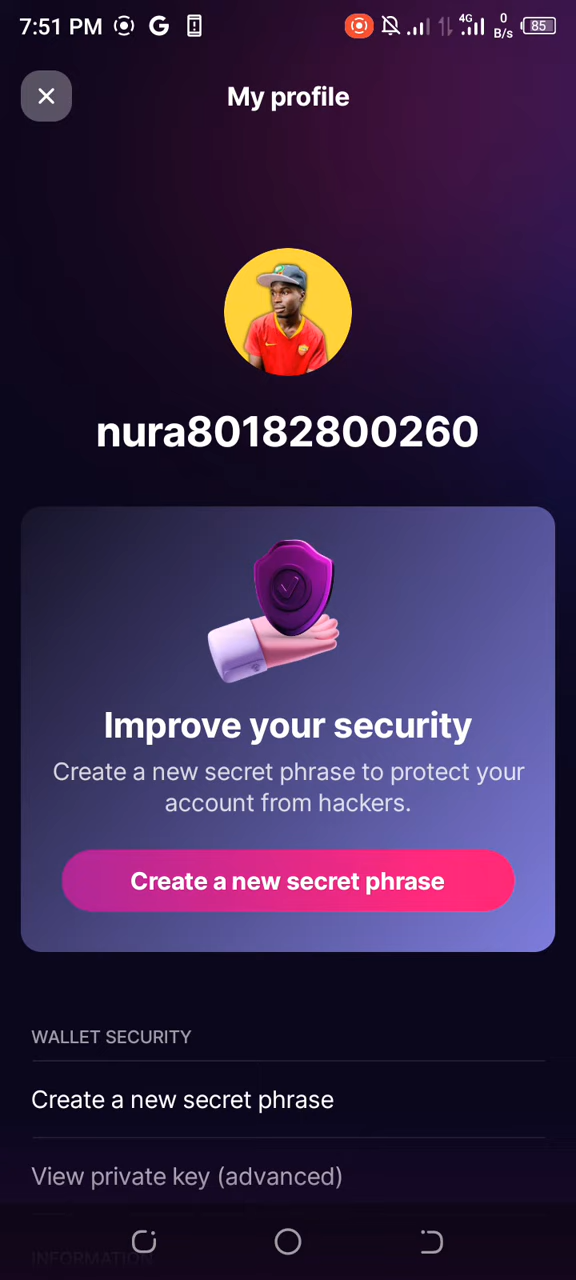 7:51 PM
4G
0
B/s
85
My profile
nura80182800260
Improve your security
Create a new secret phrase to protect your
account from hackers.
Create a new secret phrase
WALLET SECURITY
Create a new secret phrase
View private key (advanced)
INFORMATION